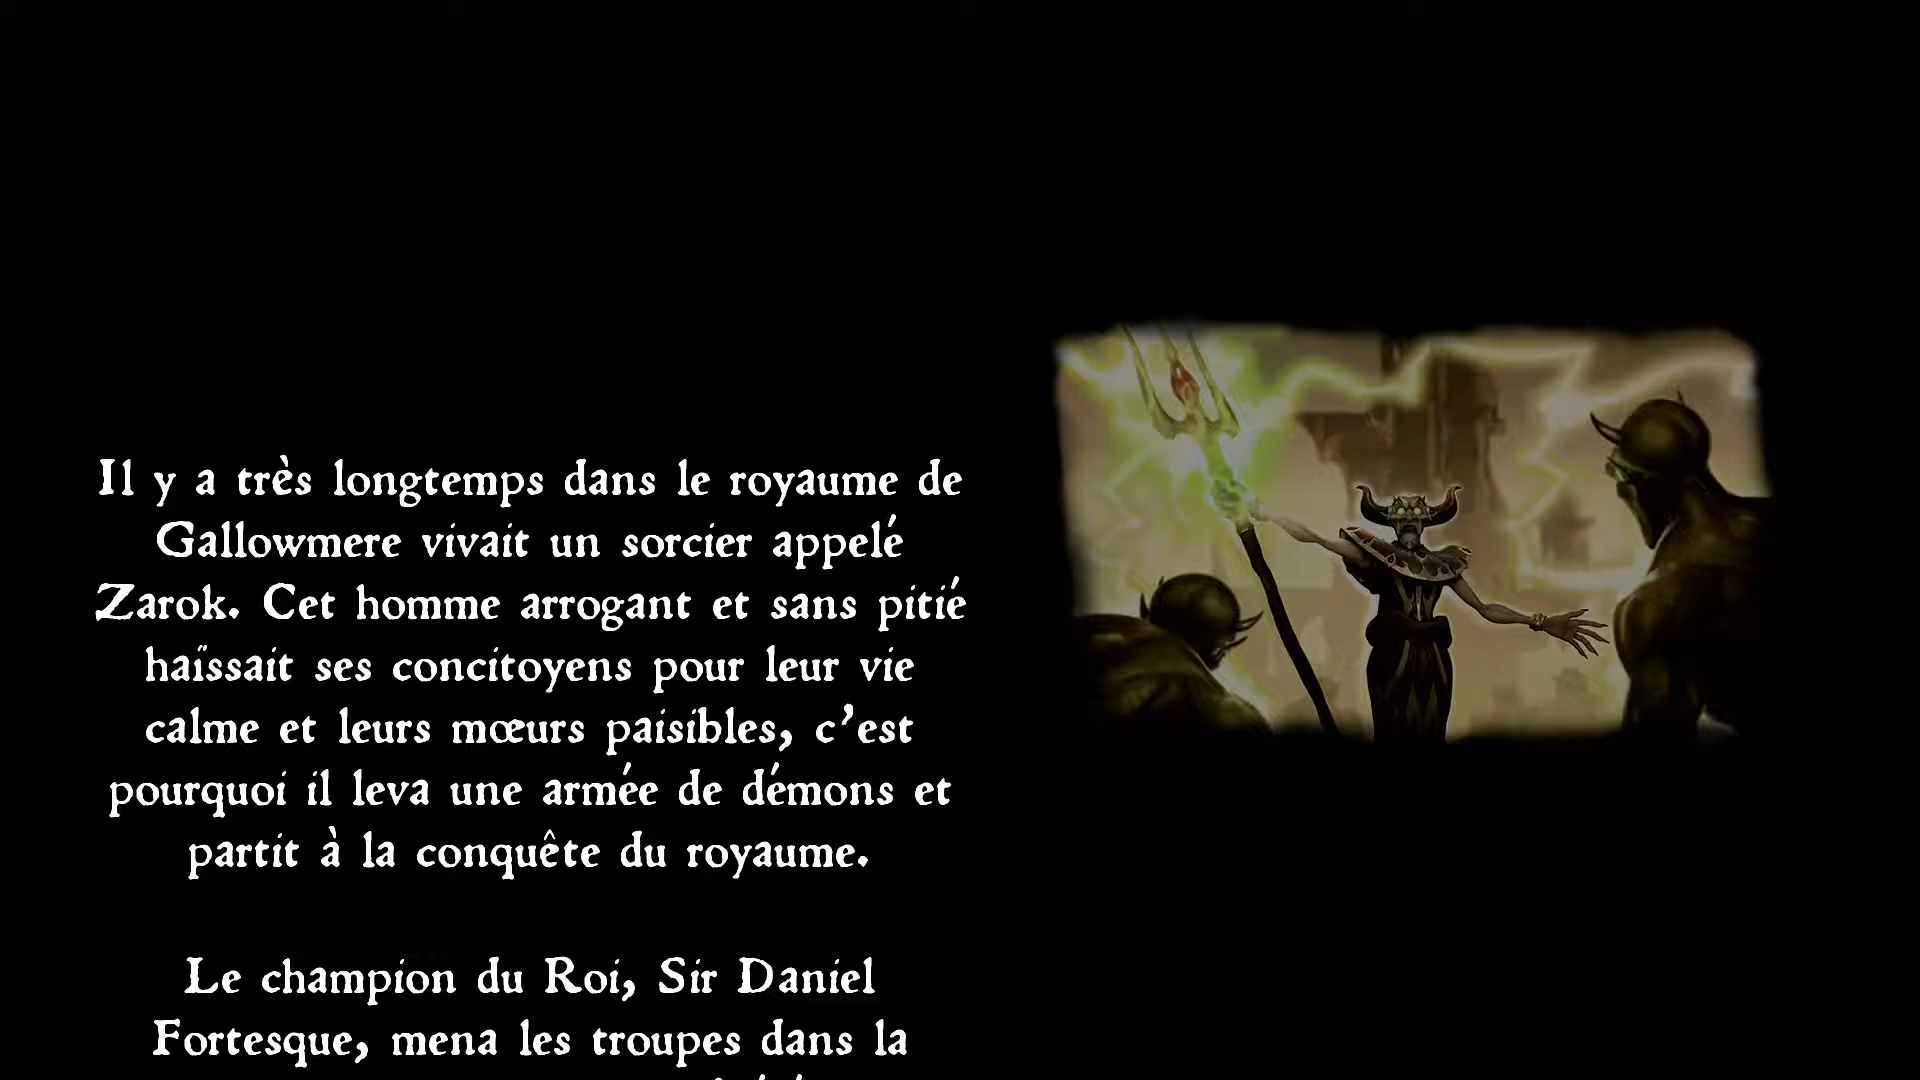 Il y a très longtemps dans le royaume de
Gallowmere vivait un sorcier appelé
Zarok. Cet homme arrogant et sans pitié
haïssait ses concitoyens pour leur vie
calme et leurs mœurs paisibles, c'est
pourquoi il leva une armée de démons et
partit à la conquête du royaume.
Le champion du Roi, Sir Daniel
Fortesque, mena les troupes dans la